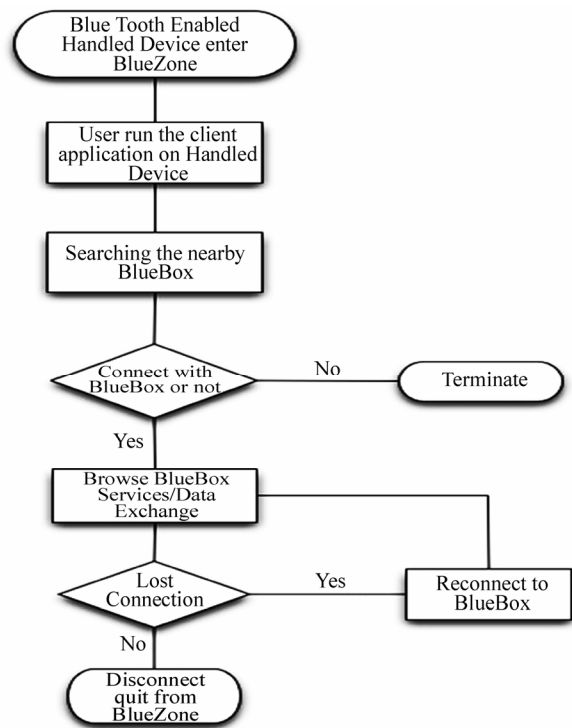 Blue Tooth Enabled
Handled Device enter
BlueZone
User run the client
application on Handled
Device
Searching the nearby
BlueBox
Connect with
BlueBox or not
No
Terminate
Yes
Browse BlueBox
Services/Data
Exchange
Lost
Connection
Yes
Reconnect to
BlueBox
No
Disconnect
quit from
BlueZone